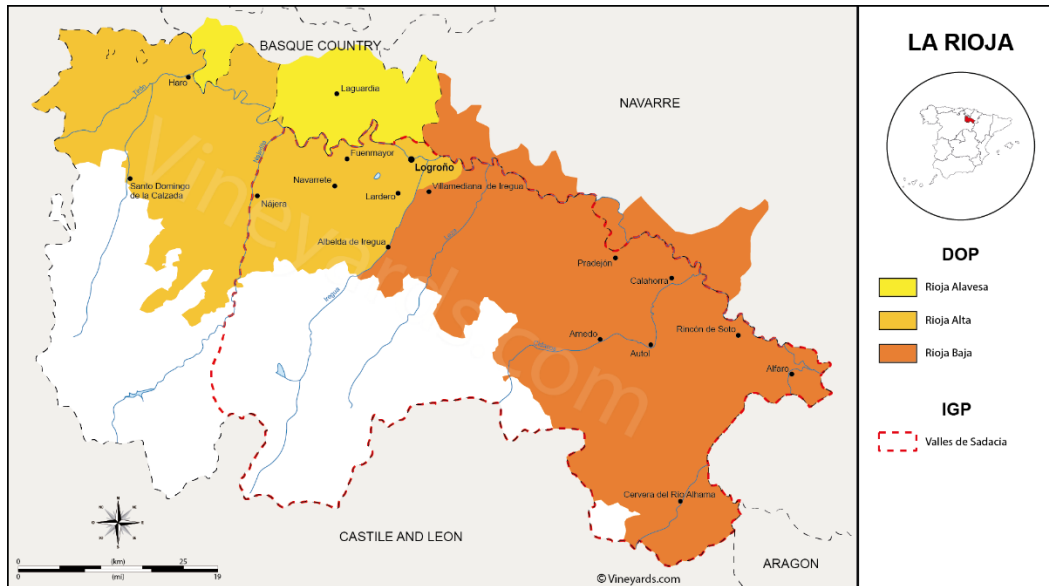 BASQUE COUNTRY
Haro
Laguardia
NAVARRE
Tirón
Fuenmayor
Logroño
Santo Domingo
de la Calzada
Nájera
Navarrete
Lardero
Villamediana de Iregua
Albelda de Iregua
Iregua
Pradejón
Calahorra
Arnedo
Autol
Rincón de Soto
Alfaro
Cervera del Rio Alhama
CASTILE AND LEON
ARAGON
(km)
0
25
0
(mi)
19
© Vineyards.com
Vineyards.com
LA RIOJA
DOP
Rioja Alavesa
Rioja Alta
Rioja Baja
IGP
Valles de Sadacia